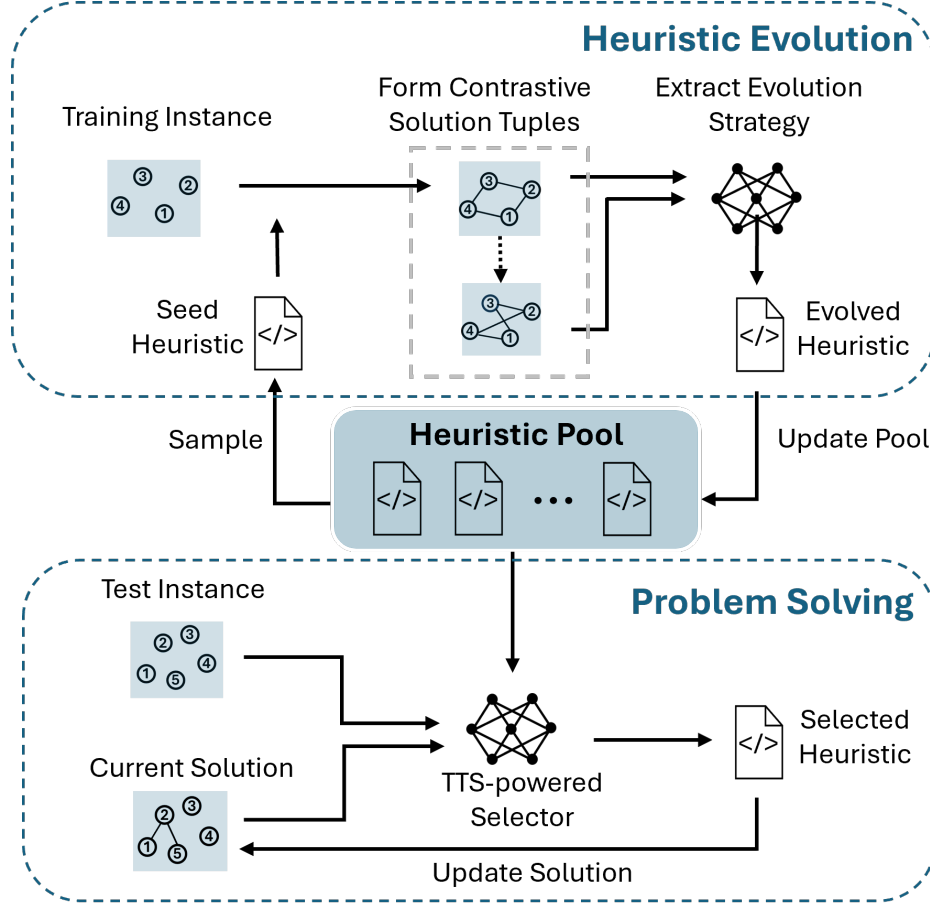 Heuristic Evolution
Training Instance
Form Contrastive
Solution Tuples
Extract Evolution
Strategy
3
2
4
1
3
2
4
1
3
2
4
1
Seed
Heuristic
</>
</>
Evolved
Heuristic
Sample
Heuristic Pool
</>
</>
...
</>
Update Pool
Problem Solving
Test Instance
2
3
1
5
4
Current Solution
2
3
1
5
4
TTS-powered
Selector
</>
Selected
Heuristic
Update Solution